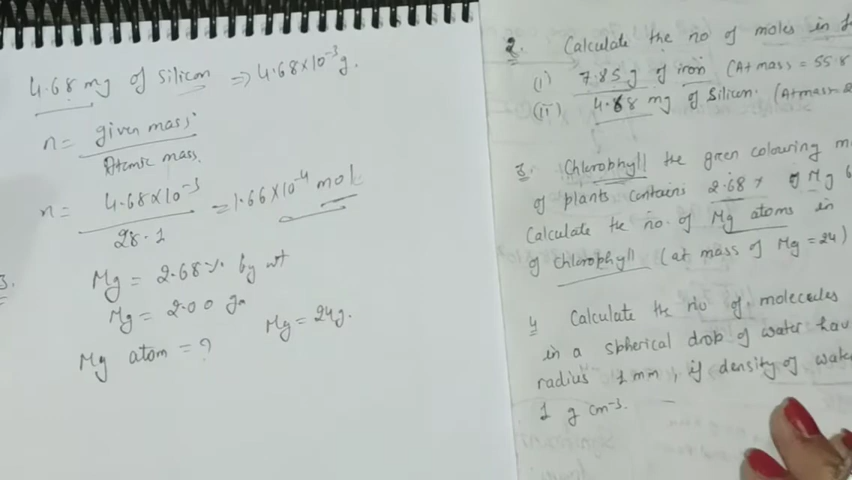 4.68 mg of Silicon => 4.68×10⁻³g.
n = given mass
Atomic mass.
n = 4.68×10⁻³ = 1.66×10⁻⁴ mol
28.1
3.
Mg = 2.68% by wt
Mg = 2.00 gm
Mg = 24g.
Mg atom = ?
2. Calculate the no of moles in
(i) 7.85 g of iron (At mass = 55.8
(ii) 4.68 mg of Silicon. (At mass =
3. Chlorophyll the green colouring
of plants contains 2.68% of Mg
Calculate the no. of Mg atoms in
of chlorophyll (at mass of Mg = 24)
4 Calculate the no of molecules
in a spherical drop of water
radius 1 mm, if density of
1 g cm⁻³.